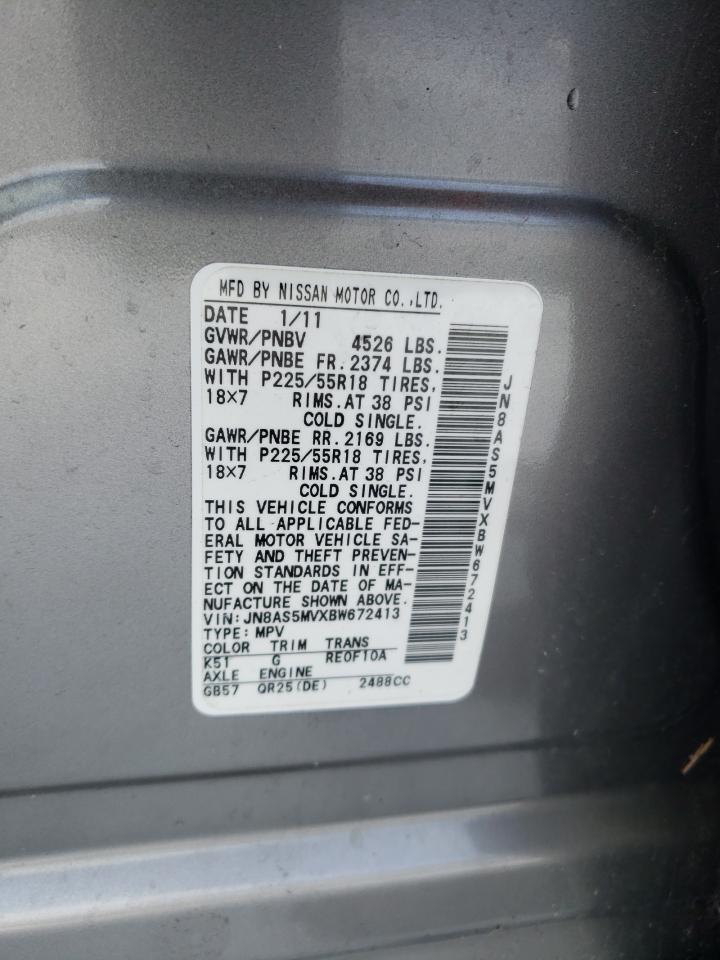 MFD BY NISSAN MOTOR CO.,LTD.
DATE 1/11
GVWR/PNBV 4526 LBS.
GAWR/PNBE FR. 2374 LBS.
WITH P225/55R18 TIRES,
18×7 RIMS.AT 38 PSI
COLD SINGLE.
GAWR/PNBE RR. 2169 LBS.
WITH P225/55R18 TIRES,
18×7 RIMS.AT 38 PSI
COLD SINGLE.
THIS VEHICLE CONFORMS
TO ALL APPLICABLE FED-
ERAL MOTOR VEHICLE SA-
FETY AND THEFT PREVEN-
TION STANDARDS IN EFF-
ECT ON THE DATE OF MA-
NUFACTURE SHOWN ABOVE.
VIN:JN8AS5MVXBW672413
TYPE:MPV
COLOR TRIM TRANS
K51 G RE0F10A
AXLE ENGINE
GB57 QR25(DE) 2488CC
JN8AS5MVXBW672413